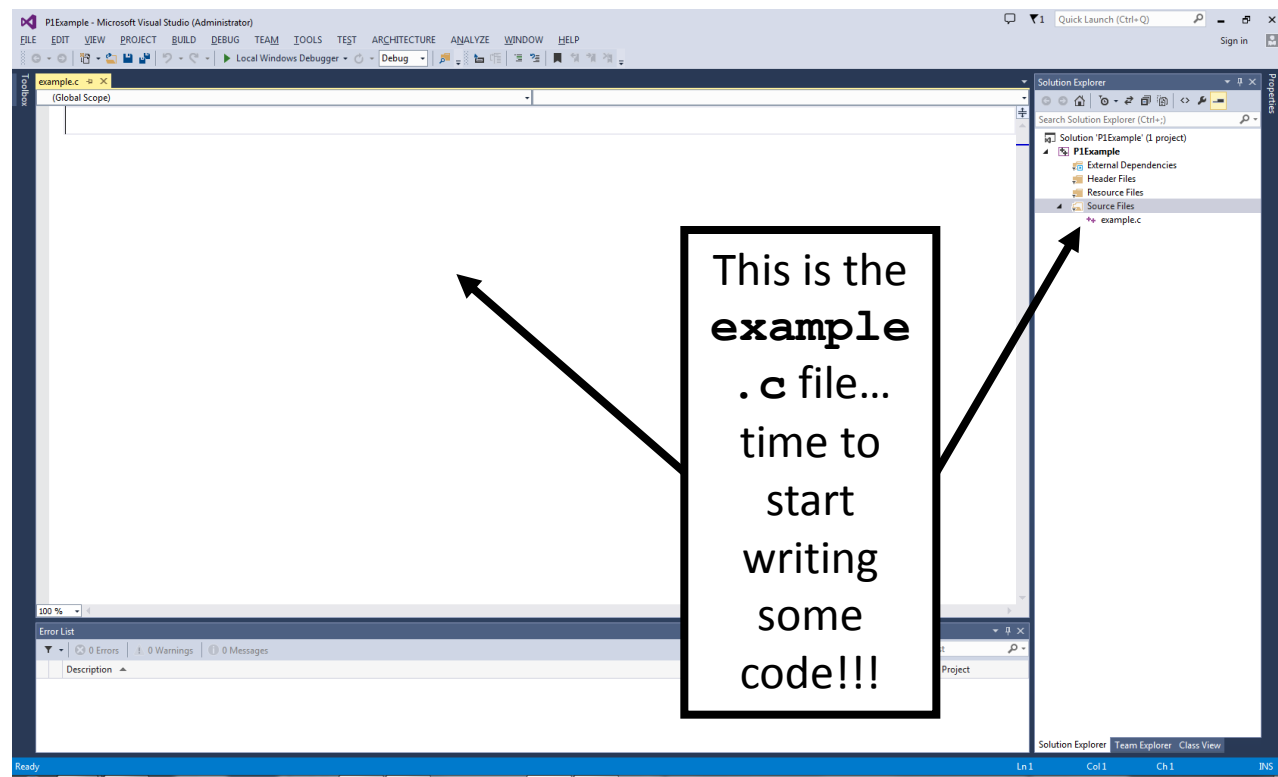 P1Example - Microsoft Visual Studio (Administrator)
1
Quick Launch (Ctrl+Q)
FILE EDIT VIEW PROJECT BUILD DEBUG TEAM TOOLS TEST ARCHITECTURE ANALYZE WINDOW HELP
Sign in
Local Windows Debugger
Debug
Toolbox
example.c
(Global Scope)
Solution Explorer
Properties
Search Solution Explorer (Ctrl+;)
Solution 'P1Example' (1 project)
P1Example
External Dependencies
Header Files
Resource Files
Source Files
example.c
This is the
example
.c file…
time to
start
writing
some
code!!!
100 %
Error List
0 Errors
0 Warnings
0 Messages
Description
Project
Solution Explorer Team Explorer Class View
Ready
Ln 1
Col 1
Ch 1
INS